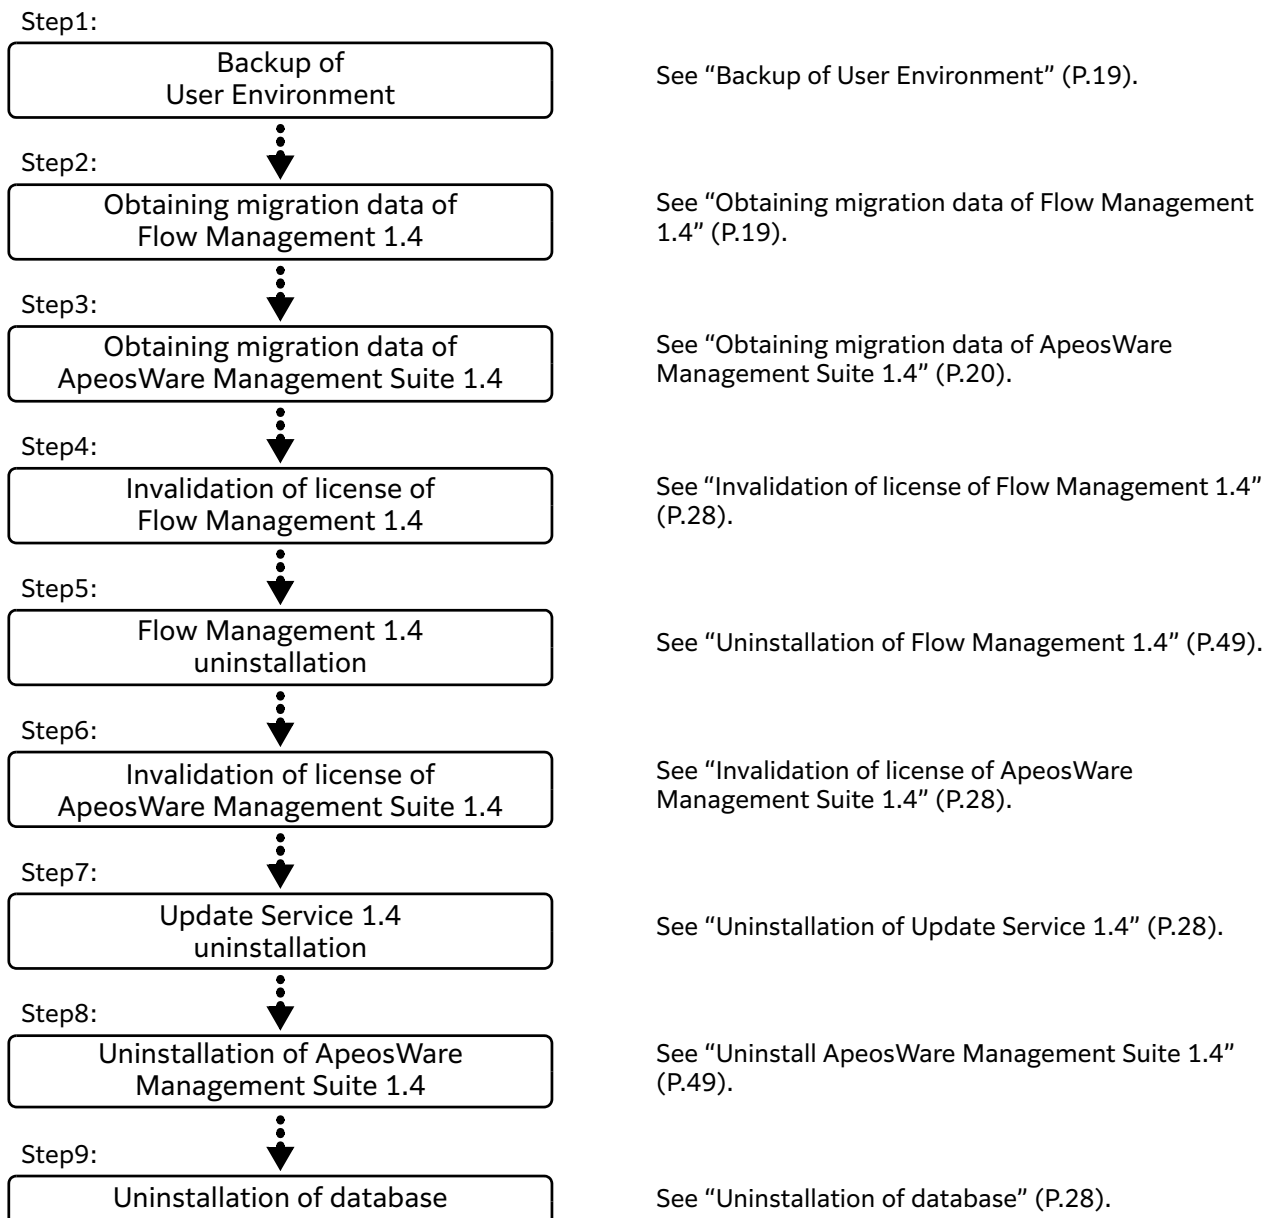 Step1:
Backup of
User Environment
See “Backup of User Environment” (P.19).
Step2:
Obtaining migration data of
Flow Management 1.4
See “Obtaining migration data of Flow Management
1.4” (P.19).
Step3:
Obtaining migration data of
ApeosWare Management Suite 1.4
See “Obtaining migration data of ApeosWare
Management Suite 1.4” (P.20).
Step4:
Invalidation of license of
Flow Management 1.4
See “Invalidation of license of Flow Management 1.4”
(P.28).
Step5:
Flow Management 1.4
uninstallation
See “Uninstallation of Flow Management 1.4” (P.49).
Step6:
Invalidation of license of
ApeosWare Management Suite 1.4
See “Invalidation of license of ApeosWare
Management Suite 1.4” (P.28).
Step7:
Update Service 1.4
uninstallation
See “Uninstallation of Update Service 1.4” (P.28).
Step8:
Uninstallation of ApeosWare
Management Suite 1.4
See “Uninstall ApeosWare Management Suite 1.4”
(P.49).
Step9:
Uninstallation of database
See “Uninstallation of database” (P.28).